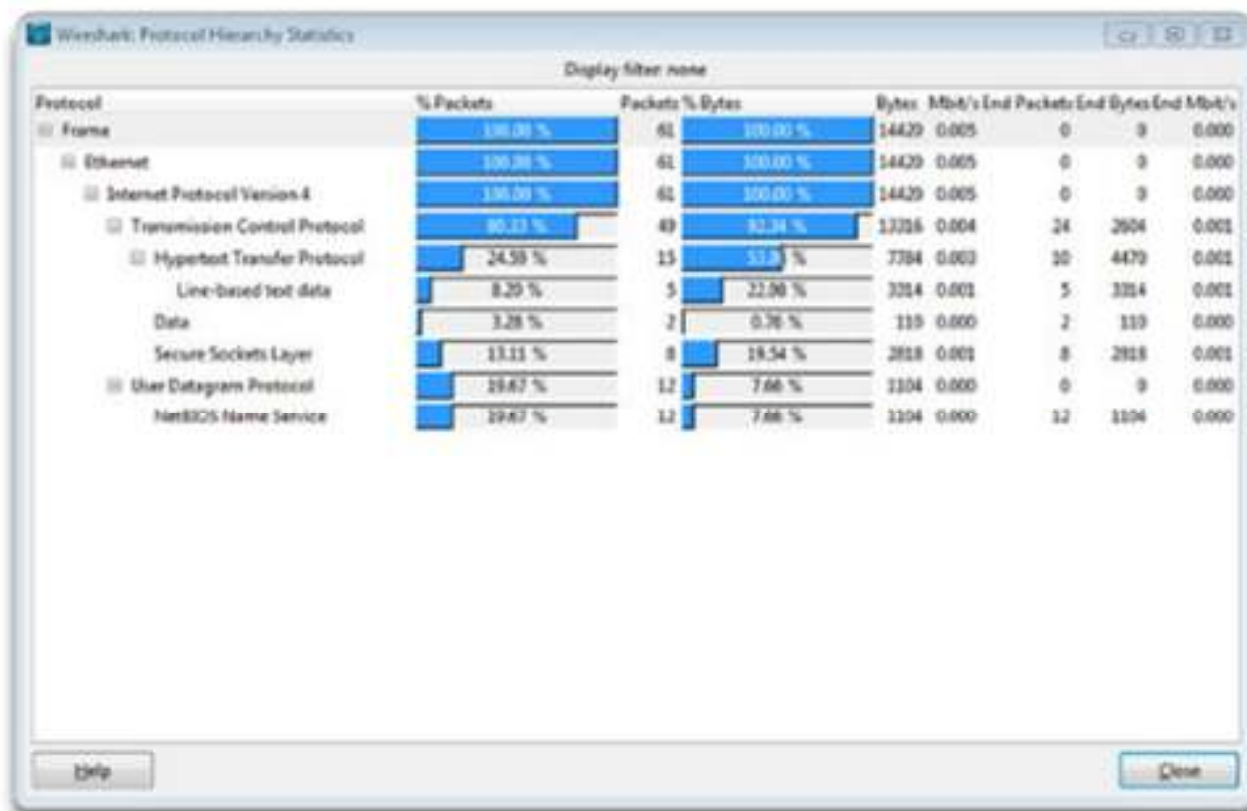 Wireshark: Protocol Hierarchy Statistics
Display filter: none
Protocol % Packets Packets % Bytes Bytes Mbit/s End Packets End Bytes End Mbit/s
Frame 100.00 % 61 100.00 % 14420 0.005 0 0 0.000
Ethernet 100.00 % 61 100.00 % 14420 0.005 0 0 0.000
Internet Protocol Version 4 100.00 % 61 100.00 % 14420 0.005 0 0 0.000
Transmission Control Protocol 80.33 % 49 92.34 % 13316 0.004 24 2604 0.001
Hypertext Transfer Protocol 24.59 % 15 % 7784 0.003 10 4470 0.001
Line-based text data 8.20 % 5 22.98 % 3314 0.001 5 3314 0.001
Data 3.28 % 2 0.76 % 110 0.000 2 110 0.000
Secure Sockets Layer 13.11 % 8 19.54 % 2818 0.001 8 2818 0.001
User Datagram Protocol 19.67 % 12 7.66 % 1104 0.000 0 0 0.000
NetBIOS Name Service 19.67 % 12 7.66 % 1104 0.000 12 1104 0.000
Help
Close